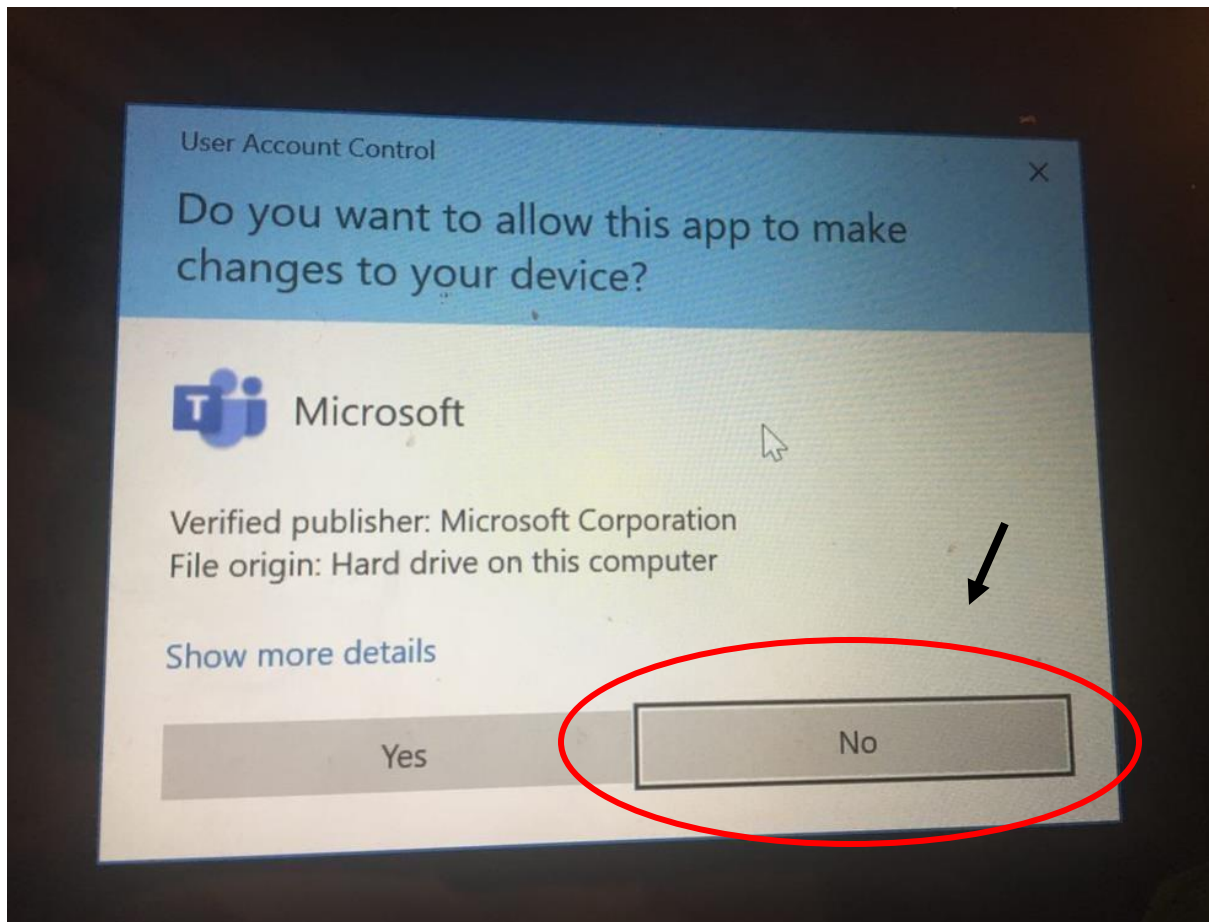 User Account Control
Do you want to allow this app to make
changes to your device?
T
Microsoft
Verified publisher: Microsoft Corporation
File origin: Hard drive on this computer
Show more details
Yes
No